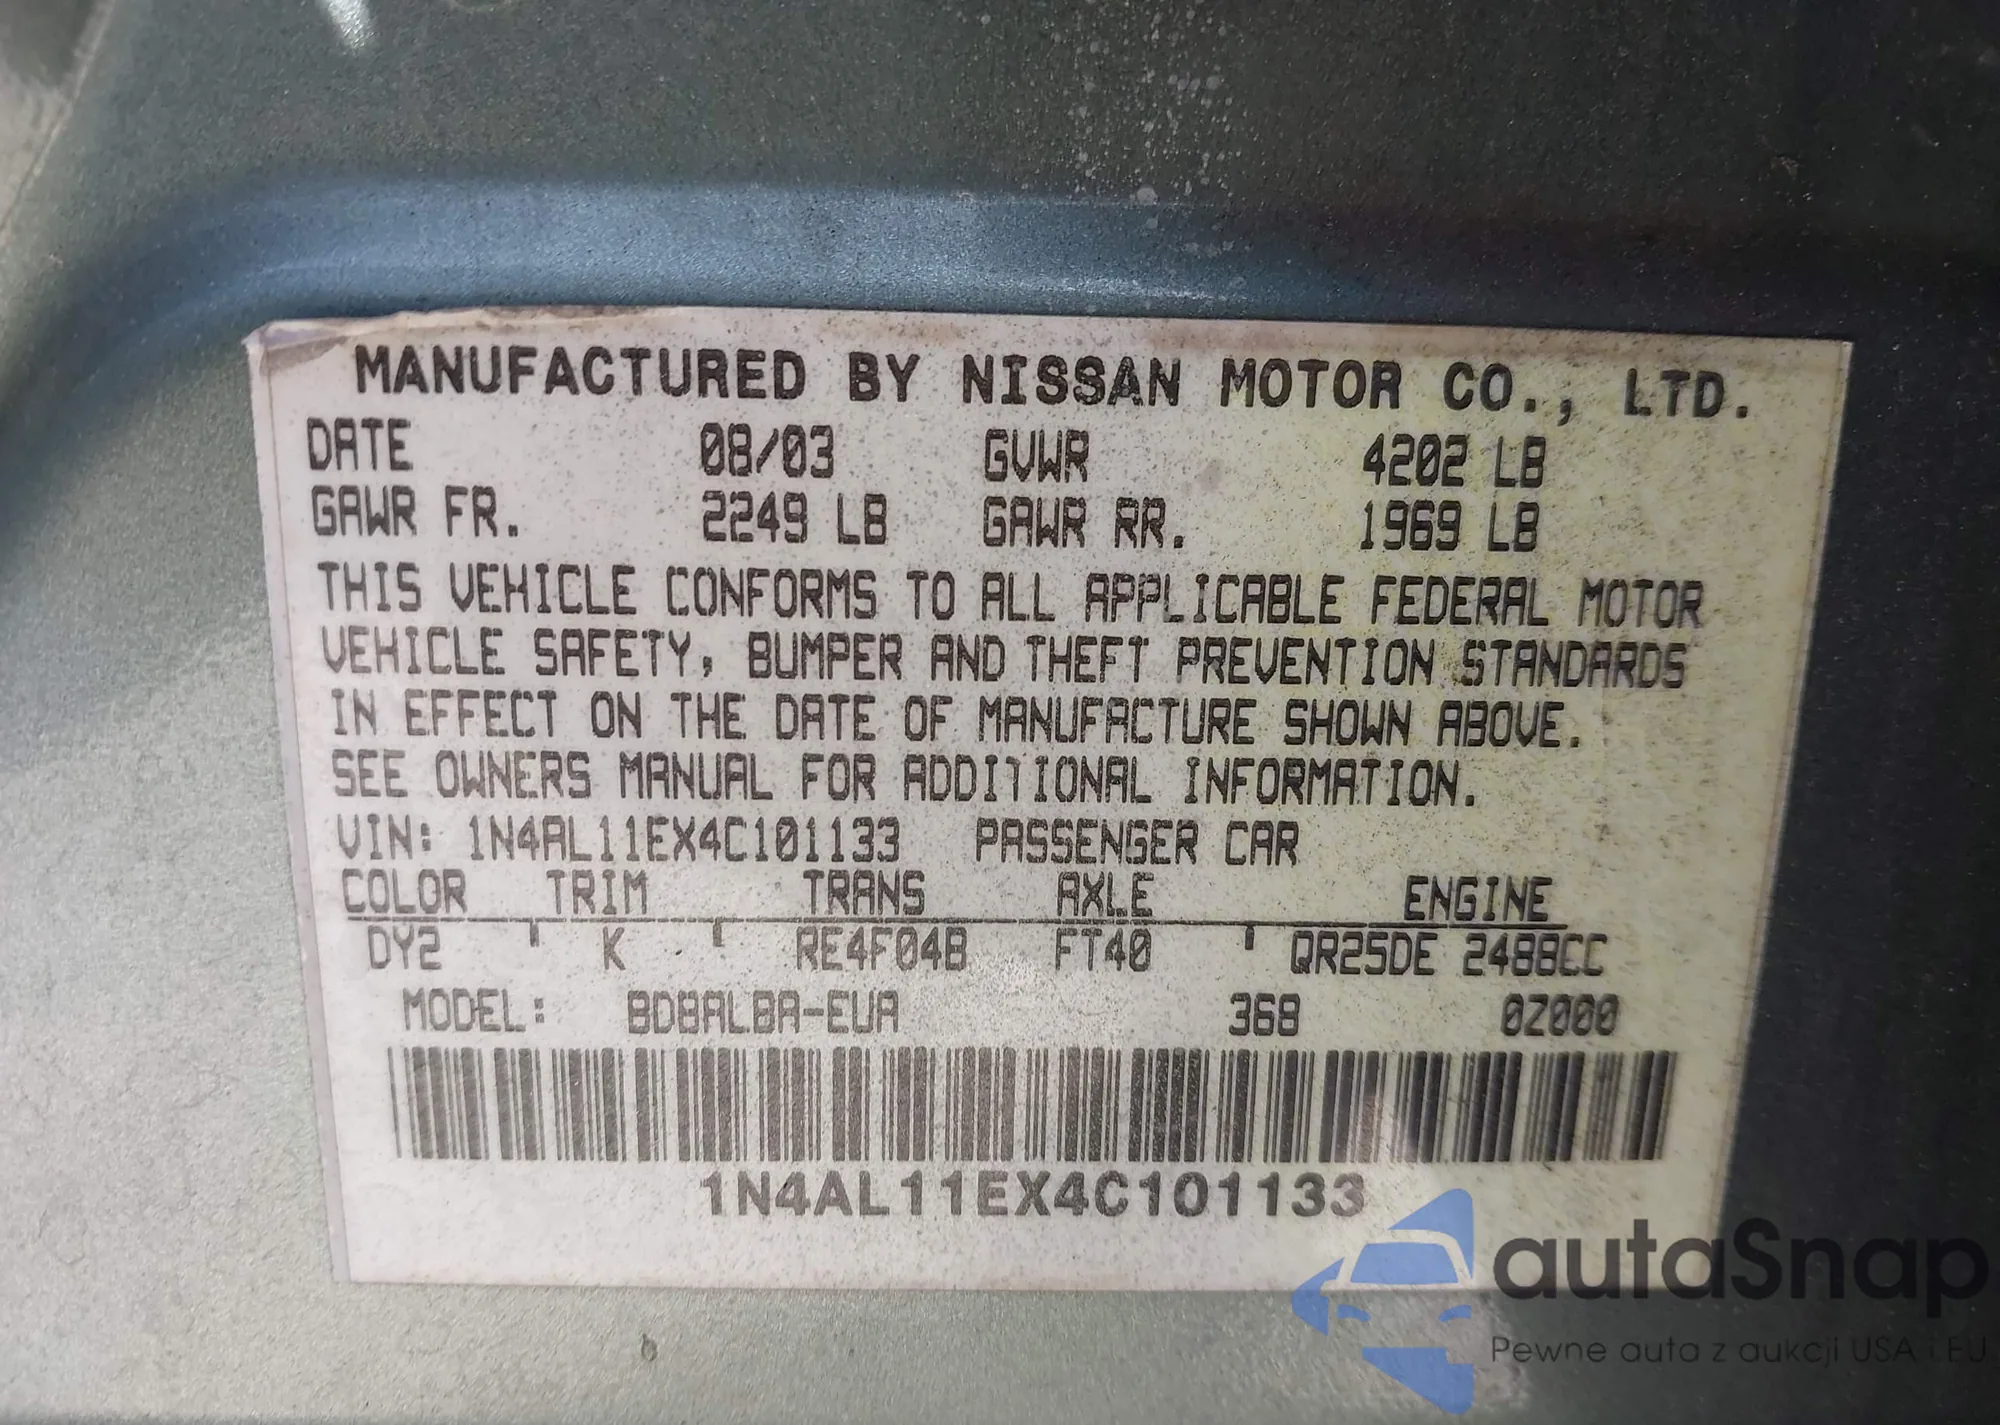 MANUFACTURED BY NISSAN MOTOR CO., LTD.
DATE 08/03 GVWR 4202 LB
GAWR FR. 2249 LB GAWR RR. 1969 LB
THIS VEHICLE CONFORMS TO ALL APPLICABLE FEDERAL MOTOR
VEHICLE SAFETY, BUMPER AND THEFT PREVENTION STANDARDS
IN EFFECT ON THE DATE OF MANUFACTURE SHOWN ABOVE.
SEE OWNERS MANUAL FOR ADDITIONAL INFORMATION.
VIN: 1N4AL11EX4C101133 PASSENGER CAR
COLOR TRIM TRANS AXLE ENGINE
DY2 K RE4F04B FT40 QR25DE 2488CC
MODEL: BDBALBA-EUA 368 0Z000
1N4AL11EX4C101133
autaSnap
Pewne auta z aukcji USA i EU